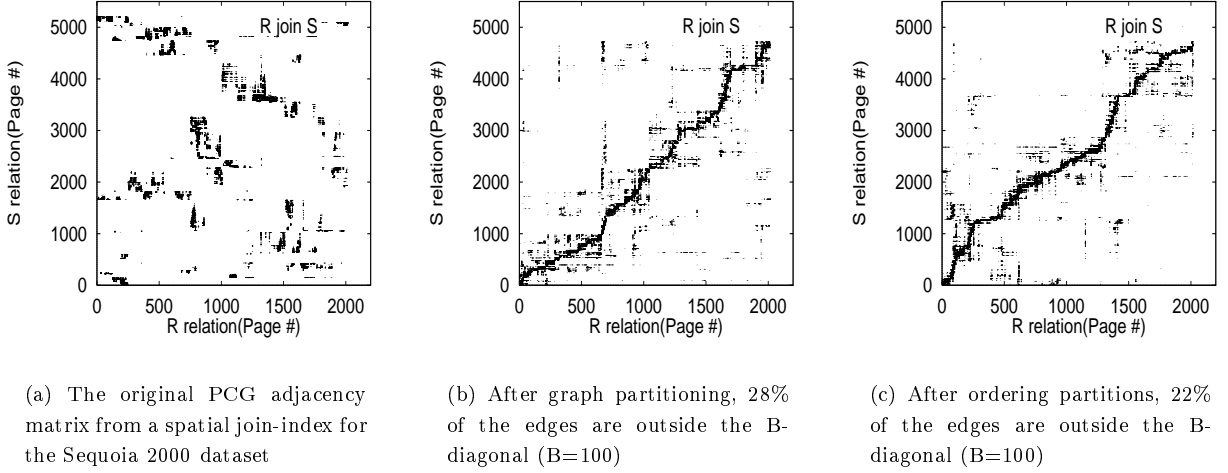 R join S
S relation(Page #)
5000
4000
3000
2000
1000
0
0 500 1000 1500 2000
R relation(Page #)
R join S
S relation(Page #)
5000
4000
3000
2000
1000
0
0 500 1000 1500 2000
R relation(Page #)
R join S
S relation(Page #)
5000
4000
3000
2000
1000
0
0 500 1000 1500 2000
R relation(Page #)
(a) The original PCG adjacency
matrix from a spatial join-index for
the Sequoia 2000 dataset
(b) After graph partitioning, 28%
of the edges are outside the B-
diagonal (B=100)
(c) After ordering partitions, 22%
of the edges are outside the B-
diagonal (B=100)